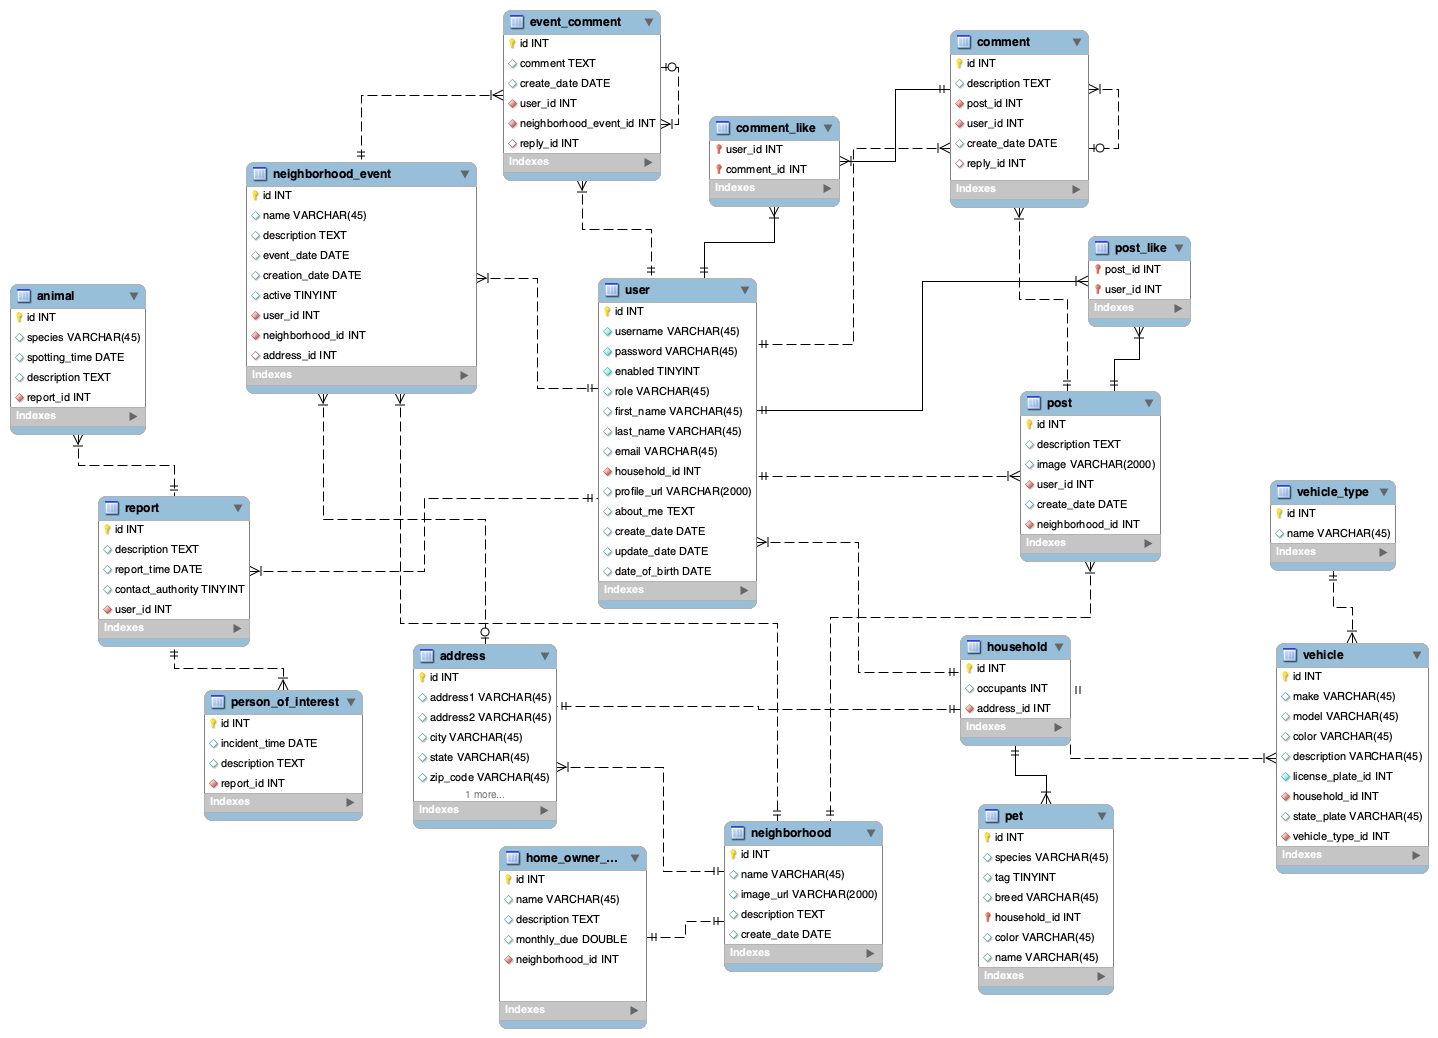 event_comment
id INT
comment TEXT
create_date DATE
user_id INT
neighborhood_event_id INT
reply_id INT
Indexes
comment
id INT
description TEXT
post_id INT
user_id INT
create_date DATE
reply_id INT
Indexes
comment_like
user_id INT
comment_id INT
Indexes
neighborhood_event
id INT
name VARCHAR(45)
description TEXT
event_date DATE
creation_date DATE
active TINYINT
user_id INT
neighborhood_id INT
address_id INT
Indexes
post_like
post_id INT
user_id INT
Indexes
animal
id INT
species VARCHAR(45)
spotting_time DATE
description TEXT
report_id INT
Indexes
user
id INT
username VARCHAR(45)
password VARCHAR(45)
enabled TINYINT
role VARCHAR(45)
first_name VARCHAR(45)
last_name VARCHAR(45)
email VARCHAR(45)
household_id INT
profile_url VARCHAR(2000)
about_me TEXT
create_date DATE
update_date DATE
date_of_birth DATE
Indexes
post
id INT
description TEXT
image VARCHAR(2000)
user_id INT
create_date DATE
neighborhood_id INT
Indexes
vehicle_type
id INT
name VARCHAR(45)
Indexes
report
id INT
description TEXT
report_time DATE
contact_authority TINYINT
user_id INT
Indexes
address
id INT
address1 VARCHAR(45)
address2 VARCHAR(45)
city VARCHAR(45)
state VARCHAR(45)
zip_code VARCHAR(45)
1 more...
Indexes
household
id INT
occupants INT
address_id INT
Indexes
vehicle
id INT
make VARCHAR(45)
model VARCHAR(45)
color VARCHAR(45)
description VARCHAR(45)
license_plate_id INT
household_id INT
state_plate VARCHAR(45)
vehicle_type_id INT
Indexes
person_of_interest
id INT
incident_time DATE
description TEXT
report_id INT
Indexes
neighborhood
id INT
name VARCHAR(45)
image_url VARCHAR(2000)
description TEXT
create_date DATE
Indexes
home_owner_...
id INT
name VARCHAR(45)
description TEXT
monthly_due DOUBLE
neighborhood_id INT
Indexes
pet
id INT
species VARCHAR(45)
tag TINYINT
breed VARCHAR(45)
household_id INT
color VARCHAR(45)
name VARCHAR(45)
Indexes